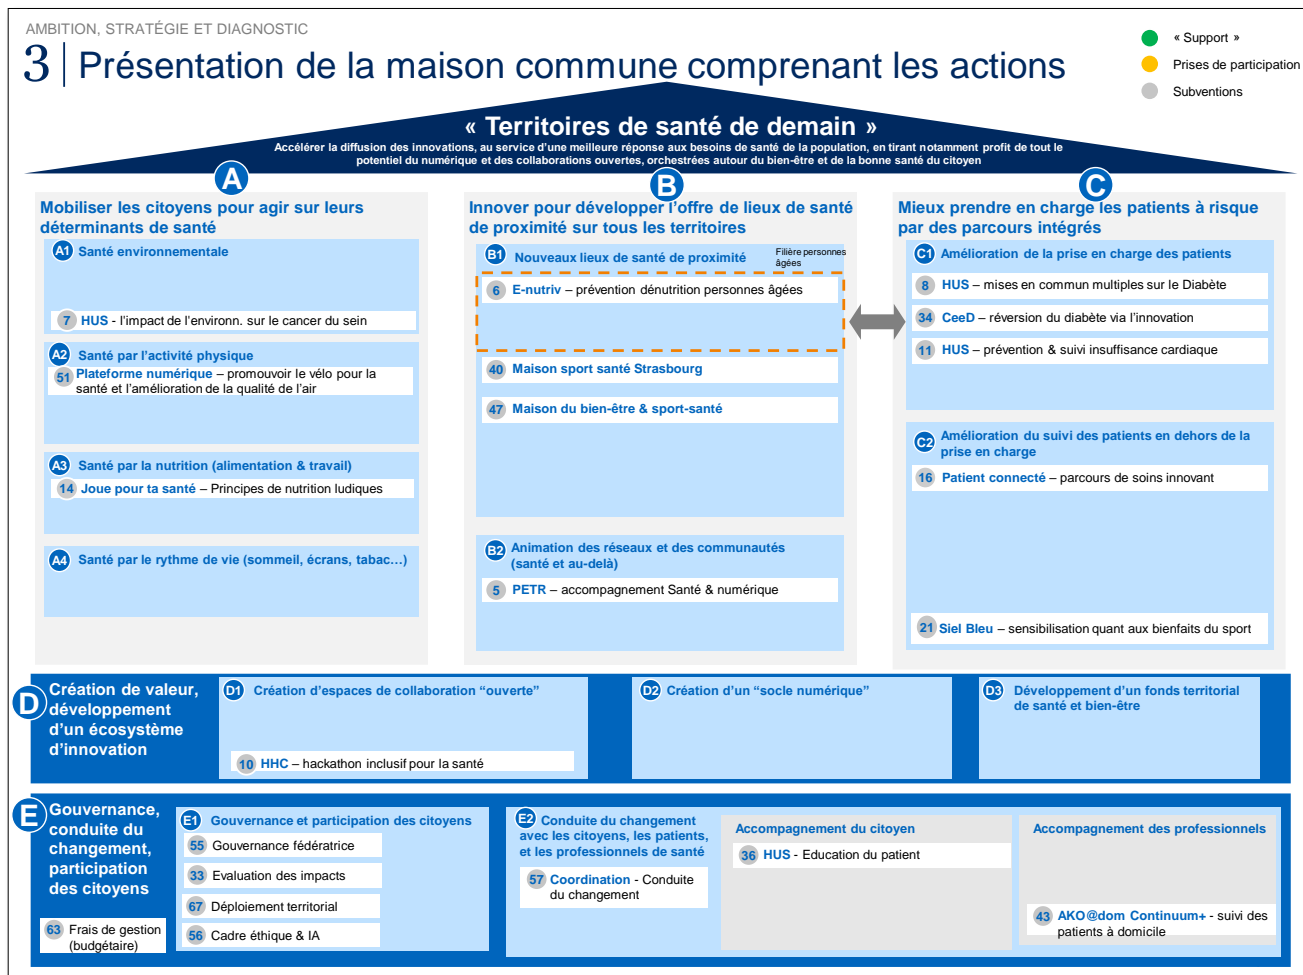 AMBITION, STRATÉGIE ET DIAGNOSTIC
3 | Présentation de la maison commune comprenant les actions
« Support »
Prises de participation
Subventions
« Territoires de santé de demain »
Accélérer la diffusion des innovations, au service d'une meilleure réponse aux besoins de santé de la population, en tirant notamment profit de tout le
potentiel du numérique et des collaborations ouvertes, orchestrées autour du bien-être et de la bonne santé du citoyen
A
Mobiliser les citoyens pour agir sur leurs
déterminants de santé
A1 Santé environnementale
7 HUS - l'impact de l'environn. sur le cancer du sein
A2 Santé par l'activité physique
51 Plateforme numérique – promouvoir le vélo pour la
santé et l'amélioration de la qualité de l'air
A3 Santé par la nutrition (alimentation & travail)
14 Joue pour ta santé – Principes de nutrition ludiques
A4 Santé par le rythme de vie (sommeil, écrans, tabac…)
B
Innover pour développer l'offre de lieux de santé
de proximité sur tous les territoires
B1 Nouveaux lieux de santé de proximité
Filière personnes
âgées
6 E-nutriv – prévention dénutrition personnes âgées
40 Maison sport santé Strasbourg
47 Maison du bien-être & sport-santé
B2 Animation des réseaux et des communautés
(santé et au-delà)
5 PETR – accompagnement Santé & numérique
C
Mieux prendre en charge les patients à risque
par des parcours intégrés
C1 Amélioration de la prise en charge des patients
8 HUS – mises en commun multiples sur le Diabète
34 CeeD – réversion du diabète via l'innovation
11 HUS – prévention & suivi insuffisance cardiaque
C2 Amélioration du suivi des patients en dehors de la
prise en charge
16 Patient connecté – parcours de soins innovant
21 Siel Bleu – sensibilisation quant aux bienfaits du sport
D
Création de valeur,
développement
d'un écosystème
d'innovation
D1 Création d'espaces de collaboration “ouverte”
10 HHC – hackathon inclusif pour la santé
D2 Création d'un “socle numérique”
D3 Développement d'un fonds territorial
de santé et bien-être
E
Gouvernance,
conduite du
changement,
participation
des citoyens
63 Frais de gestion
(budgétaire)
E1 Gouvernance et participation des citoyens
55 Gouvernance fédératrice
33 Evaluation des impacts
67 Déploiement territorial
56 Cadre éthique & IA
E2 Conduite du changement
avec les citoyens, les patients,
et les professionnels de santé
57 Coordination - Conduite
du changement
Accompagnement du citoyen
36 HUS - Education du patient
Accompagnement des professionnels
43 AKO@dom Continuum+ - suivi des
patients à domicile